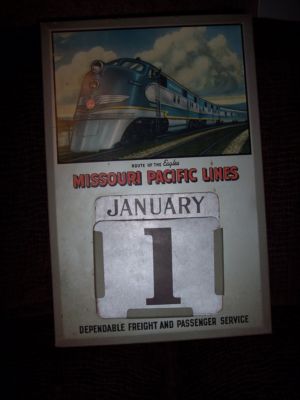 ROUTE OF THE Eagles
MISSOURI PACIFIC LINES
JANUARY
1
DEPENDABLE FREIGHT AND PASSENGER SERVICE